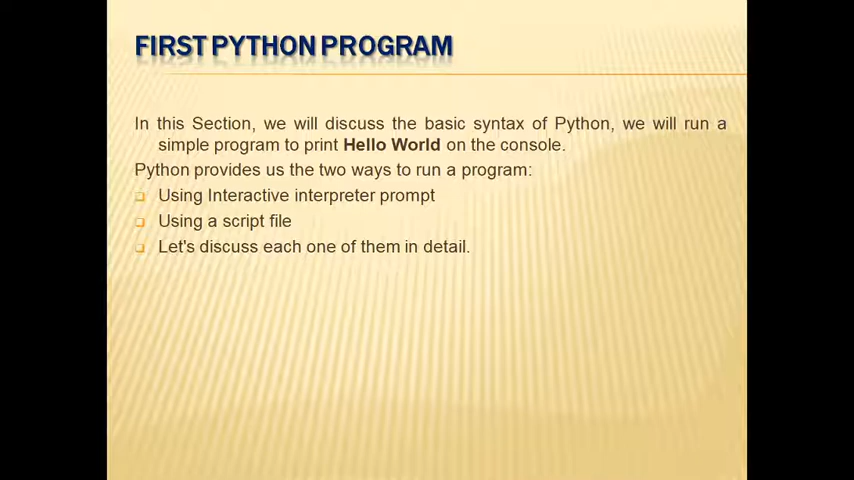 FIRST PYTHON PROGRAM
In this Section, we will discuss the basic syntax of Python, we will run a
simple program to print Hello World on the console.
Python provides us the two ways to run a program:
Using Interactive interpreter prompt
Using a script file
Let's discuss each one of them in detail.